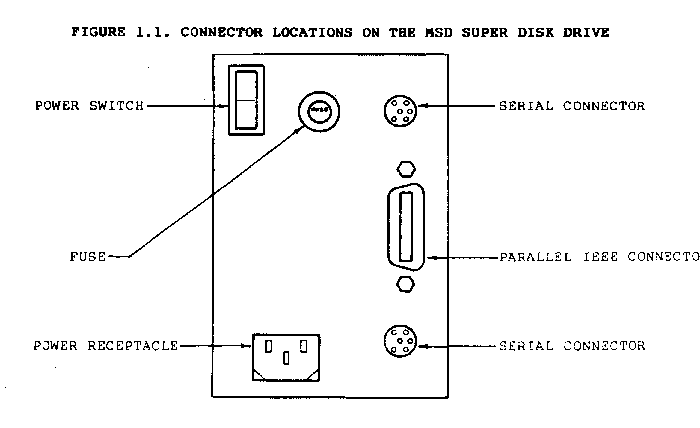 FIGURE 1.1. CONNECTOR LOCATIONS ON THE MSD SUPER DISK DRIVE
POWER SWITCH
SERIAL CONNECTOR
FUSE
PARALLEL IEEE CONNECTO
POWER RECEPTACLE
SERIAL CONNECTOR